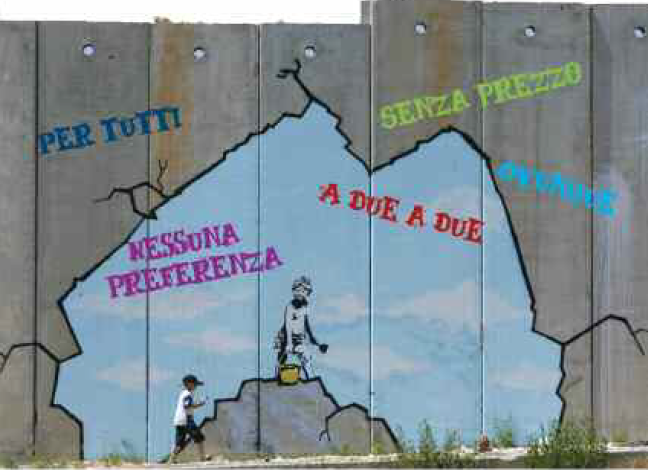 PER TUTTI
SENZA PREZZO
OVUNQUE
A DUE A DUE
NESSUNA
PREFERENZA